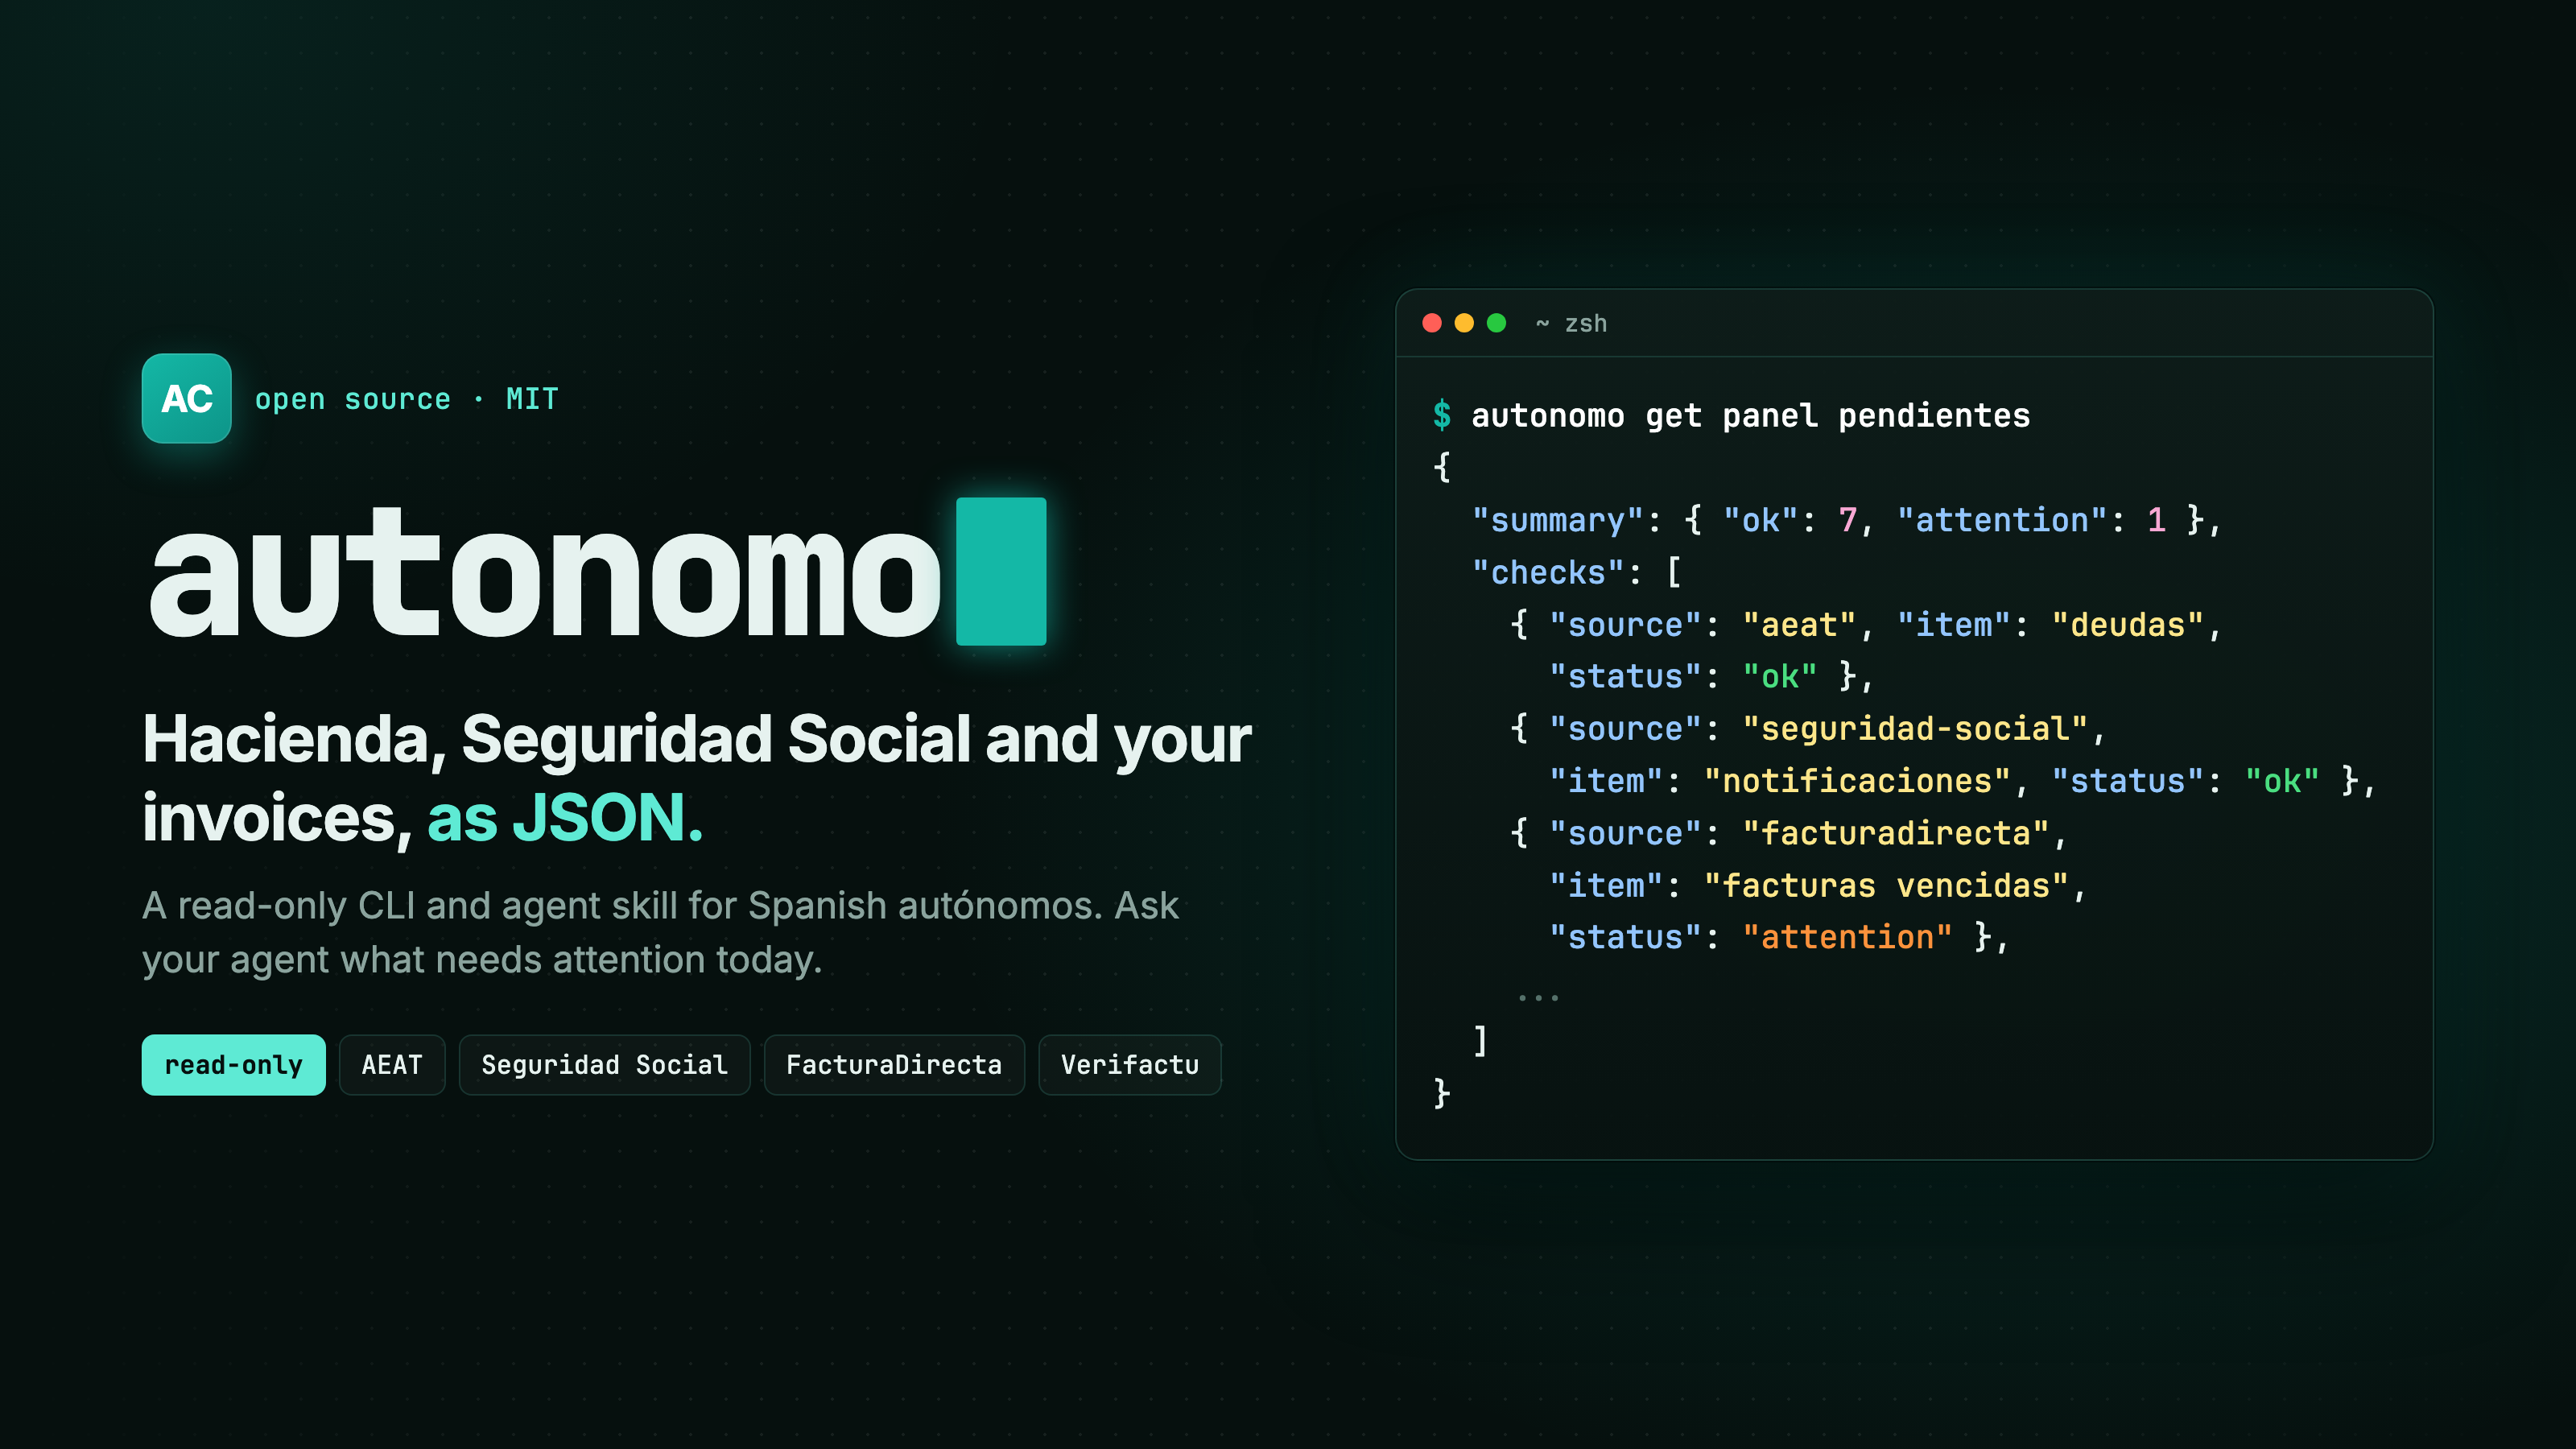 AC
open source · MIT
autonomo
Hacienda, Seguridad Social and your
invoices, as JSON.
A read-only CLI and agent skill for Spanish autónomos. Ask
your agent what needs attention today.
read-only AEAT Seguridad Social FacturaDirecta Verifactu
~ zsh
$ autonomo get panel pendientes
{
  "summary": { "ok": 7, "attention": 1 },
  "checks": [
    { "source": "aeat", "item": "deudas",
      "status": "ok" },
    { "source": "seguridad-social",
      "item": "notificaciones", "status": "ok" },
    { "source": "facturadirecta",
      "item": "facturas vencidas",
      "status": "attention" },
    ...
  ]
}